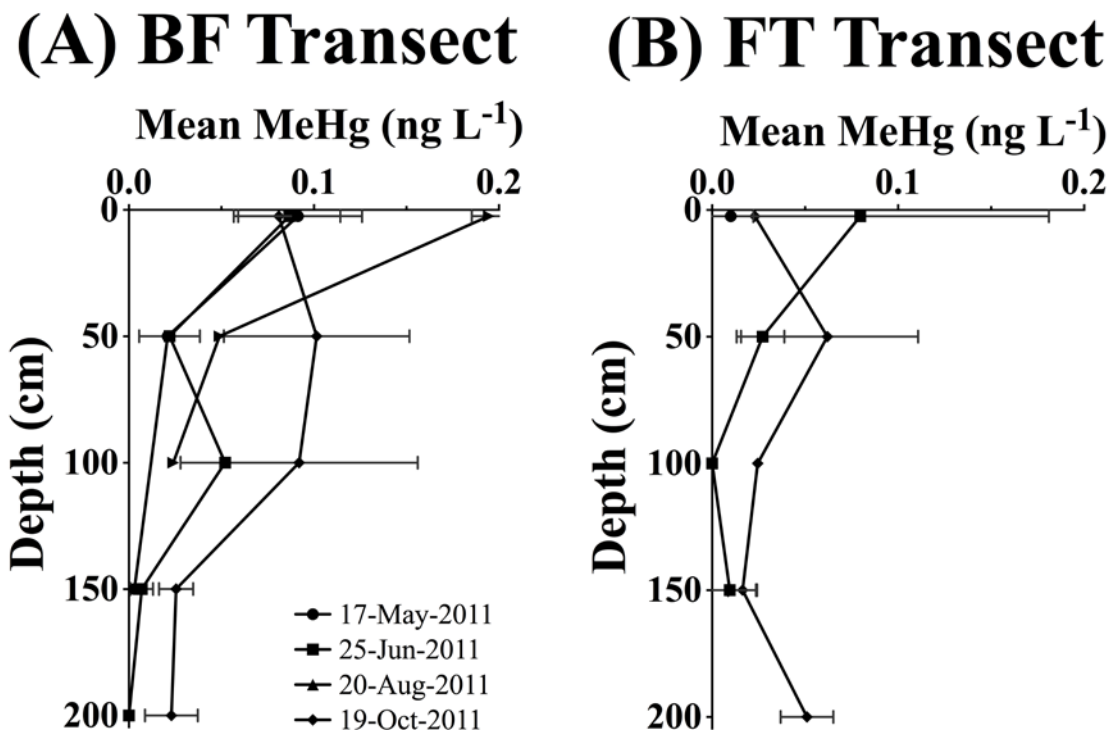 (A) BF Transect
Mean MeHg (ng L⁻¹)
0.0 0.1 0.2
0
50
100
150
200
Depth (cm)
17-May-2011
25-Jun-2011
20-Aug-2011
19-Oct-2011
(B) FT Transect
Mean MeHg (ng L⁻¹)
0.0 0.1 0.2
0
50
100
150
200
Depth (cm)